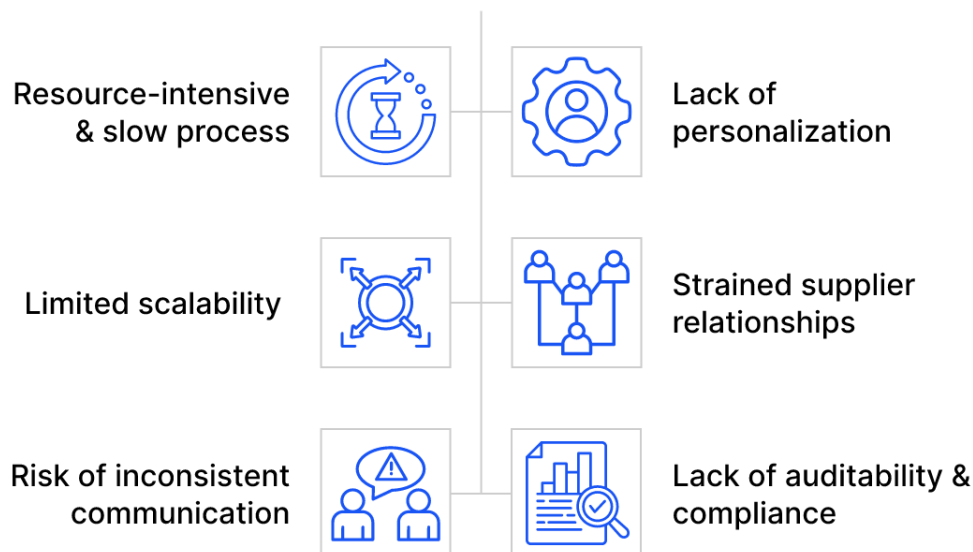 Resource-intensive
& slow process
Lack of
personalization
Limited scalability
Strained supplier
relationships
Risk of inconsistent
communication
Lack of auditability &
compliance